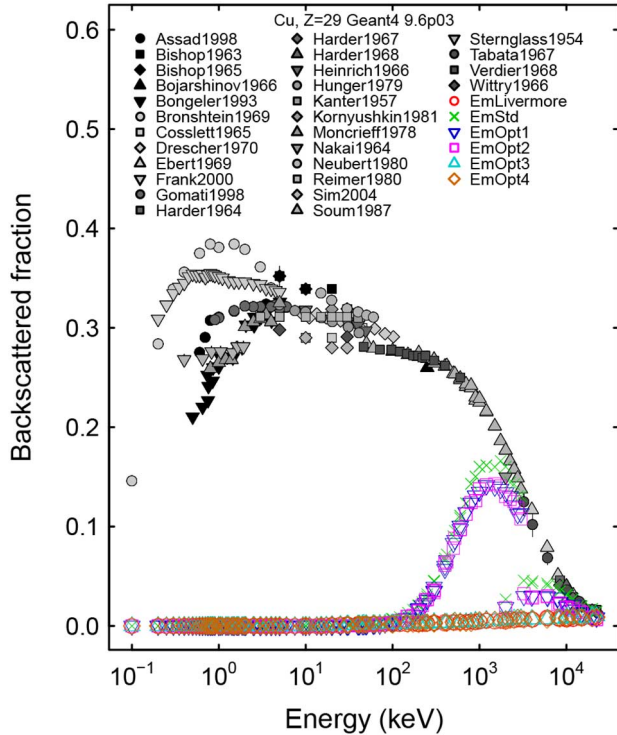 Cu, Z=29 Geant4 9.6p03
Assad1998
Bishop1963
Bishop1965
Bojarshinov1966
Bongeler1993
Bronshtein1969
Cosslett1965
Drescher1970
Ebert1969
Frank2000
Gomati1998
Harder1964
Harder1967
Harder1968
Heinrich1966
Hunger1979
Kanter1957
Kornyushkin1981
Moncrieff1978
Nakai1964
Neubert1980
Reimer1980
Sim2004
Soum1987
Sternglass1954
Tabata1967
Verdier1968
Wittry1966
EmLivermore
EmStd
EmOpt1
EmOpt2
EmOpt3
EmOpt4
Backscattered fraction
0.6
0.5
0.4
0.3
0.2
0.1
0.0
10⁻¹ 10⁰ 10¹ 10² 10³ 10⁴
Energy (keV)